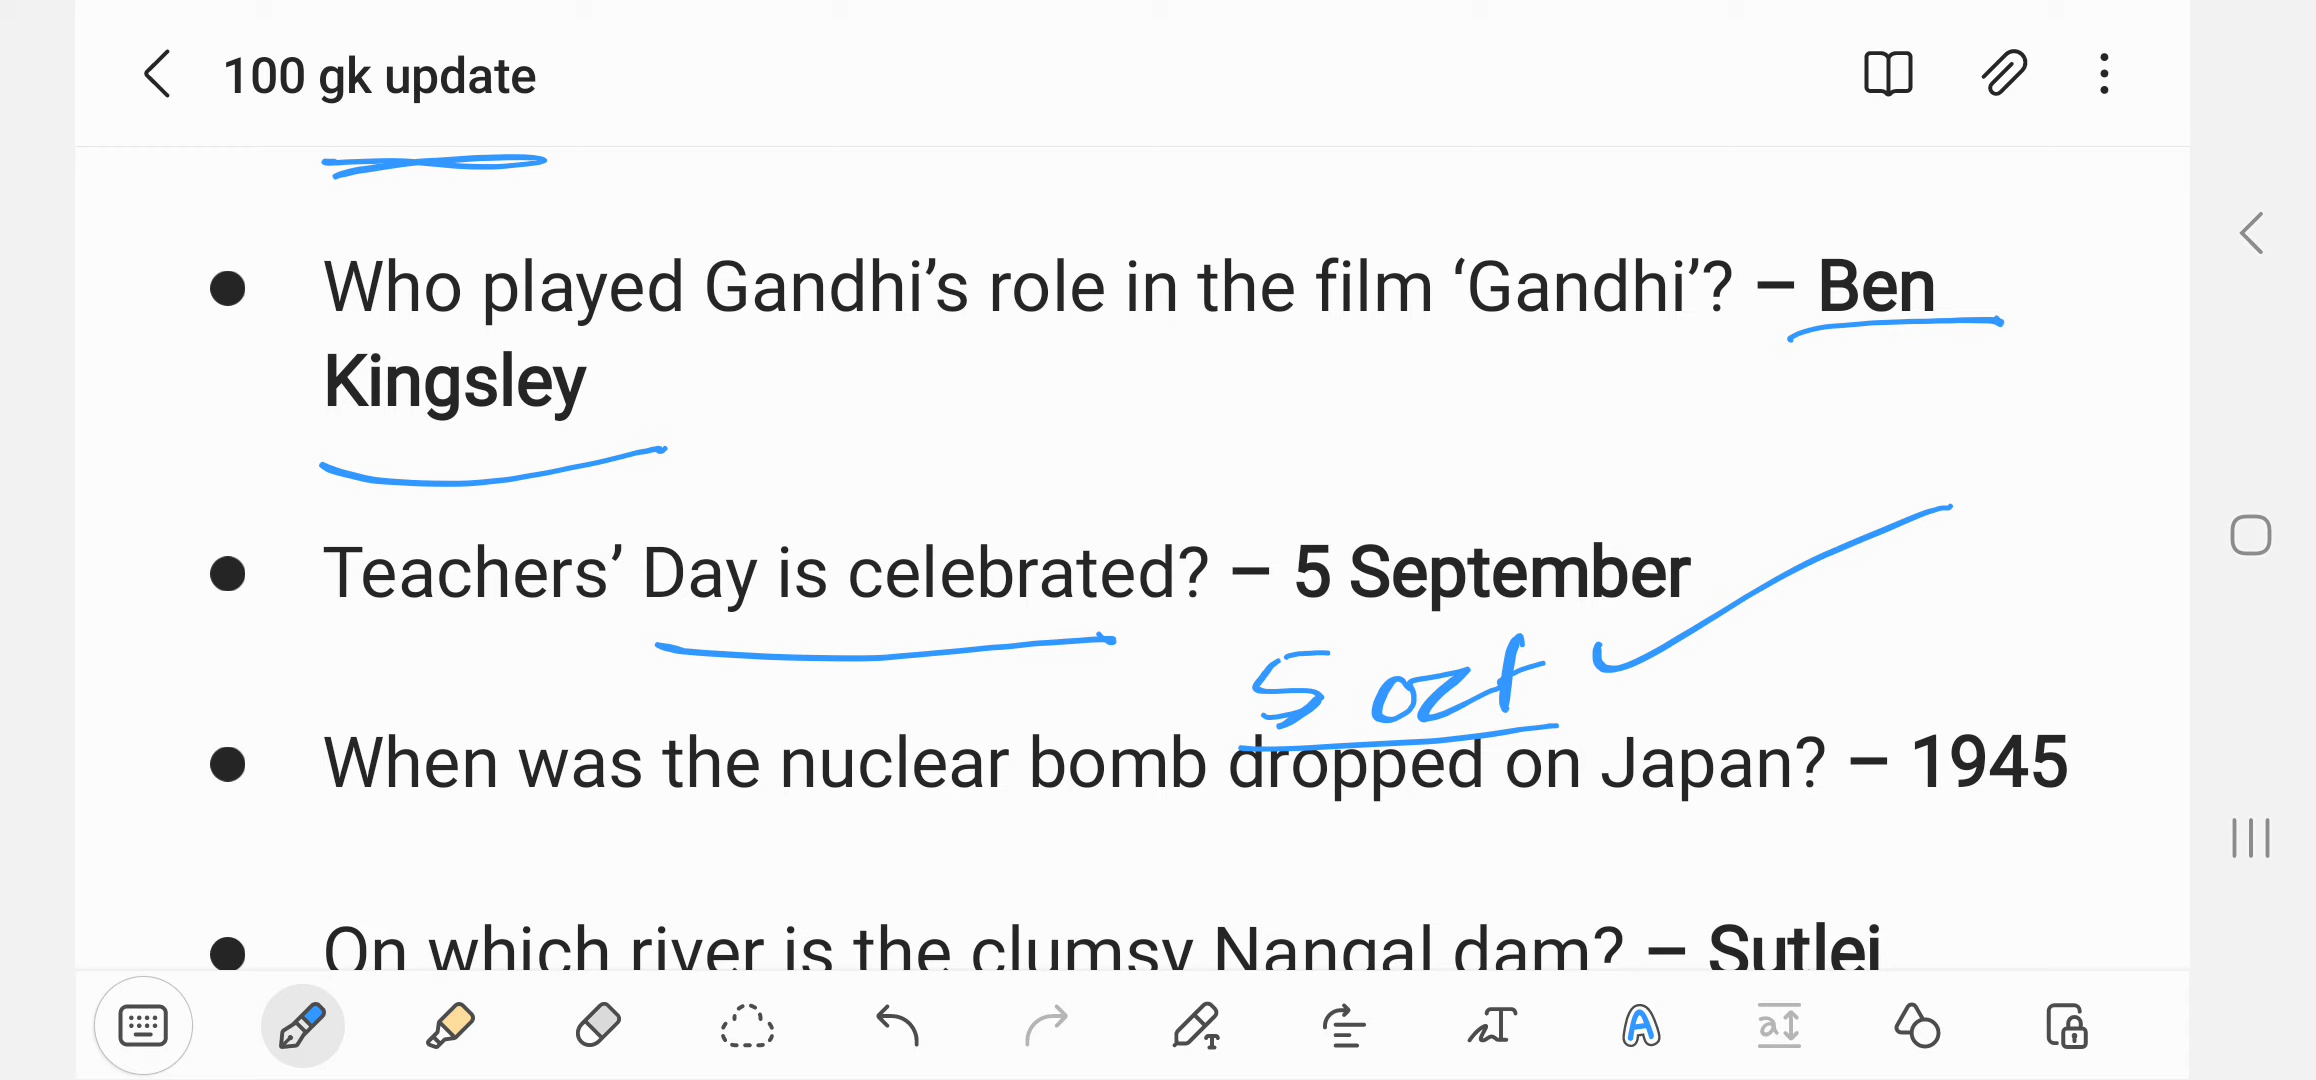 100 gk update
Who played Gandhi’s role in the film ‘Gandhi’? – Ben
Kingsley
Teachers’ Day is celebrated? – 5 September
5 oct
When was the nuclear bomb dropped on Japan? – 1945
On which river is the clumsy Nangal dam? – Sutlej